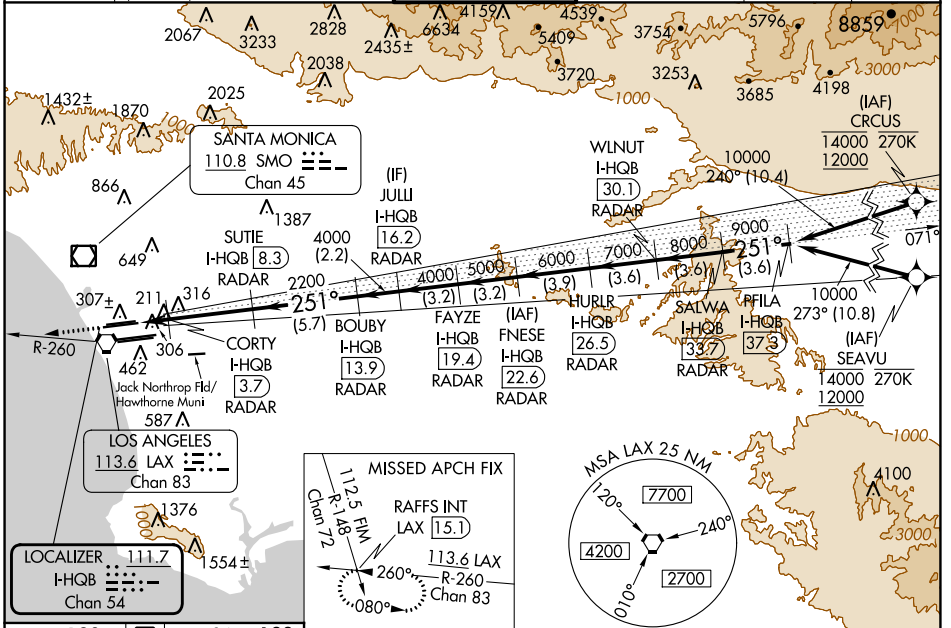 2067
3233
2828
2435±
4159
6634
4539
5409
3720
3754
3253
5796
3685
8859
7000
4198
3000
1000
1432±
1870
1000
2025
SANTA MONICA
110.8 SMO
Chan 45
866
649
1387
(IAF)
CRCUS
14000 270K
12000
10000
240° (10.4)
071°
WLNUT
I-HQB
30.1
RADAR
(IF)
JULLI
I-HQB
16.2
RADAR
4000
(2.2)
SUTIE
I-HQB 8.3
RADAR
2200
251°
(5.7)
4000
(3.2)
5000
(3.2)
6000
(3.9)
7000
(3.6)
8000
(3.6)
9000
251°
(3.6)
10000
273° (10.8)
(IAF)
SEAVU
14000 270K
12000
307±
211
316
306
462
R-260
CORTY
I-HQB
3.7
RADAR
BOUBY
I-HQB
13.9
RADAR
FAYZE
I-HQB
19.4
RADAR
(IAF)
FNESE
I-HQB
22.6
RADAR
HURLR
I-HQB
26.5
RADAR
SALWA
I-HQB
33.7
RADAR
PFILA
I-HQB
37.3
RADAR
Jack Northrop Fld/
Hawthorne Muni
587
LOS ANGELES
113.6 LAX
Chan 83
1376
1000
1554±
LOCALIZER 111.7
I-HQB
Chan 54
MISSED APCH FIX
112.5 FIM
R-148
Chan 72
RAFFS INT
LAX 15.1
113.6 LAX
R-260
Chan 83
260°
080°
MSA LAX 25 NM
120°
7700
240°
4200
2700
010°
1000
4100
3000